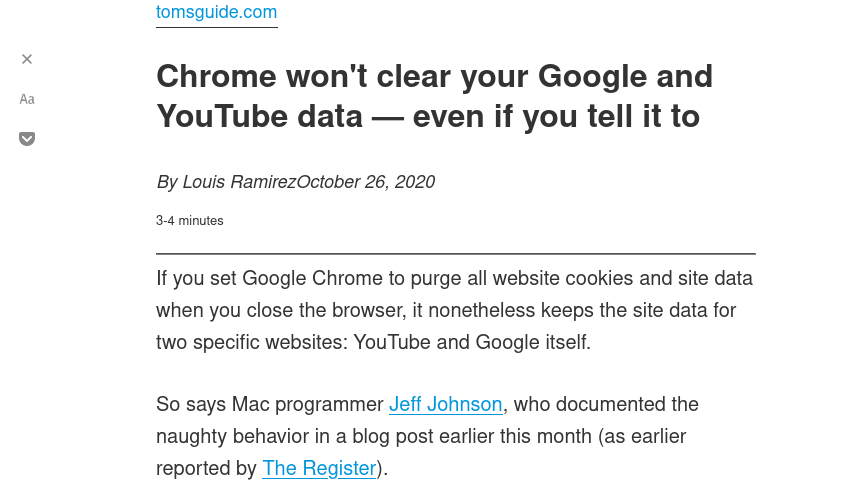 tomsguide.com
Chrome won't clear your Google and
YouTube data — even if you tell it to
Aa
By Louis RamirezOctober 26, 2020
3-4 minutes
If you set Google Chrome to purge all website cookies and site data
when you close the browser, it nonetheless keeps the site data for
two specific websites: YouTube and Google itself.
So says Mac programmer Jeff Johnson, who documented the
naughty behavior in a blog post earlier this month (as earlier
reported by The Register).